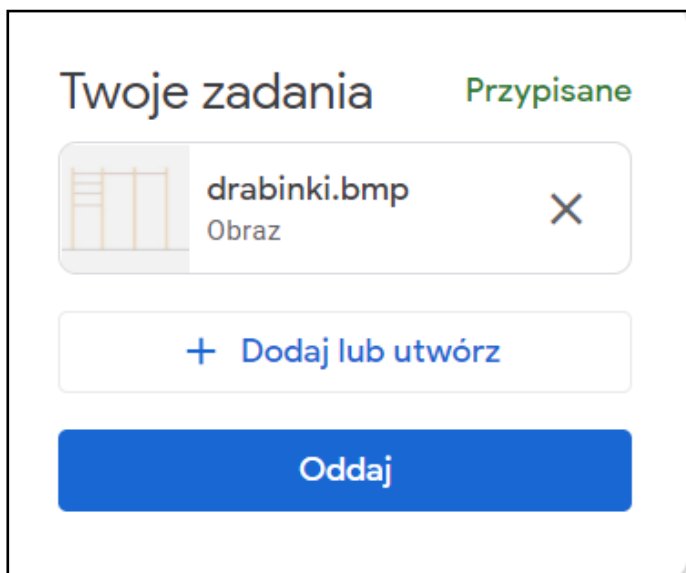 Twoje zadania Przypisane
drabinki.bmp
Obraz
+ Dodaj lub utwórz
Oddaj